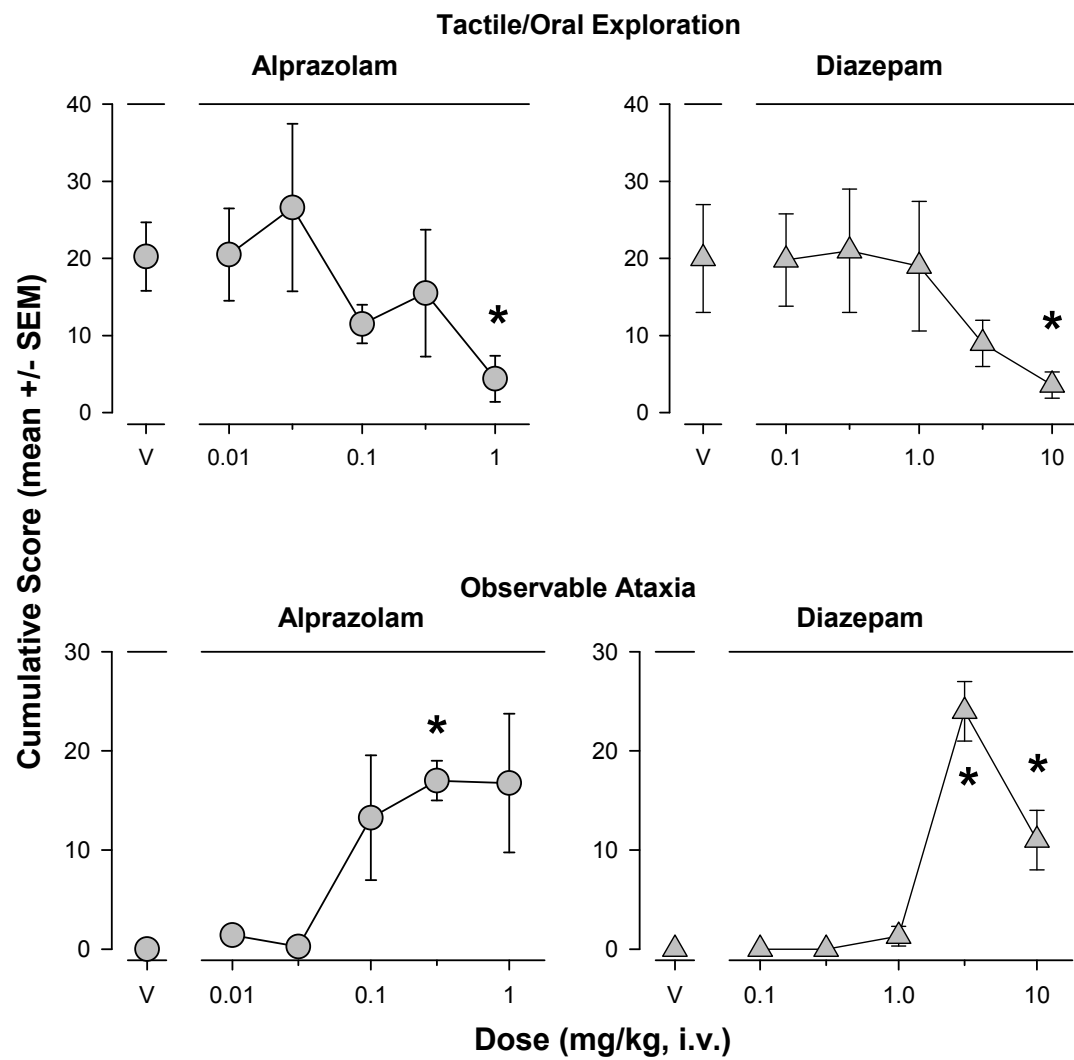 Tactile/Oral Exploration
Alprazolam
Diazepam
40
30
20
10
0
V
0.01
0.1
1
40
30
20
10
0
V
0.1
1.0
10
*
*
Cumulative Score (mean +/- SEM)
Observable Ataxia
Alprazolam
Diazepam
30
20
10
0
V
0.01
0.1
1
30
20
10
0
V
0.1
1.0
10
*
*
*
Dose (mg/kg, i.v.)